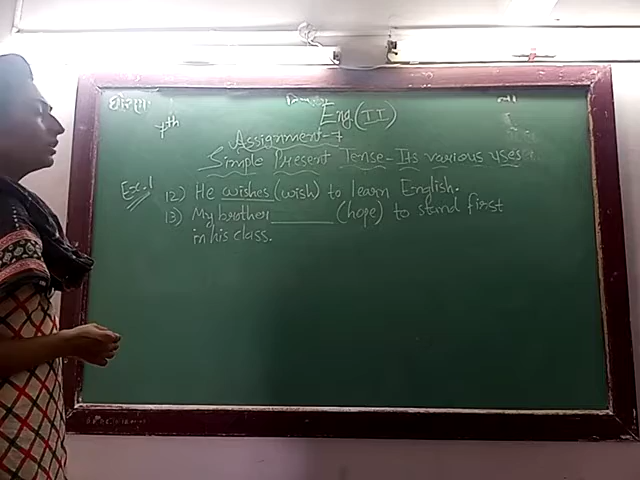 ધોરણ:
Eng (II)
Assignment-7
Simple Present Tense - Its various uses
Ex.1
12) He wishes (wish) to learn English.
13) My brother ________ (hope) to stand first
in his class.